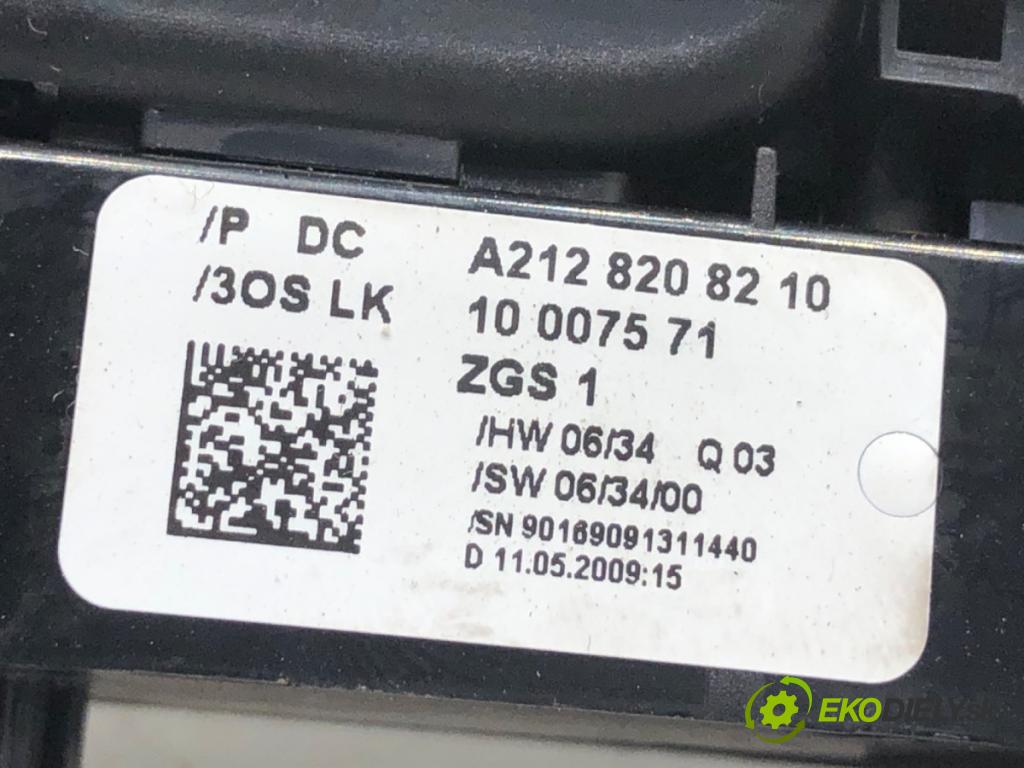 /P DC A212 820 82 10
/3OS LK 10 0075 71
ZGS 1
/HW 06/34 Q 03
/SW 06/34/00
/SN 90169091311440
D 11.05.2009:15
EKODIELY.SK